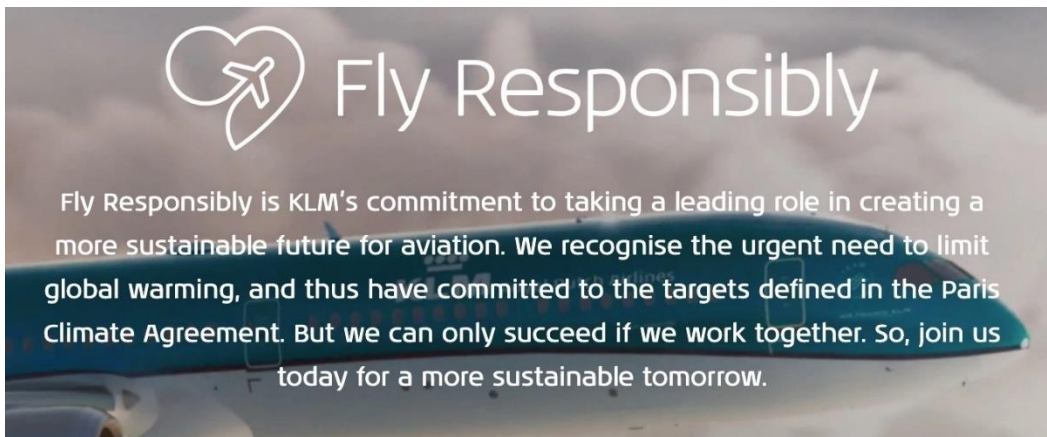 Fly Responsibly
Fly Responsibly is KLM's commitment to taking a leading role in creating a
more sustainable future for aviation. We recognise the urgent need to limit
global warming, and thus have committed to the targets defined in the Paris
Climate Agreement. But we can only succeed if we work together. So, join us
today for a more sustainable tomorrow.
KLM